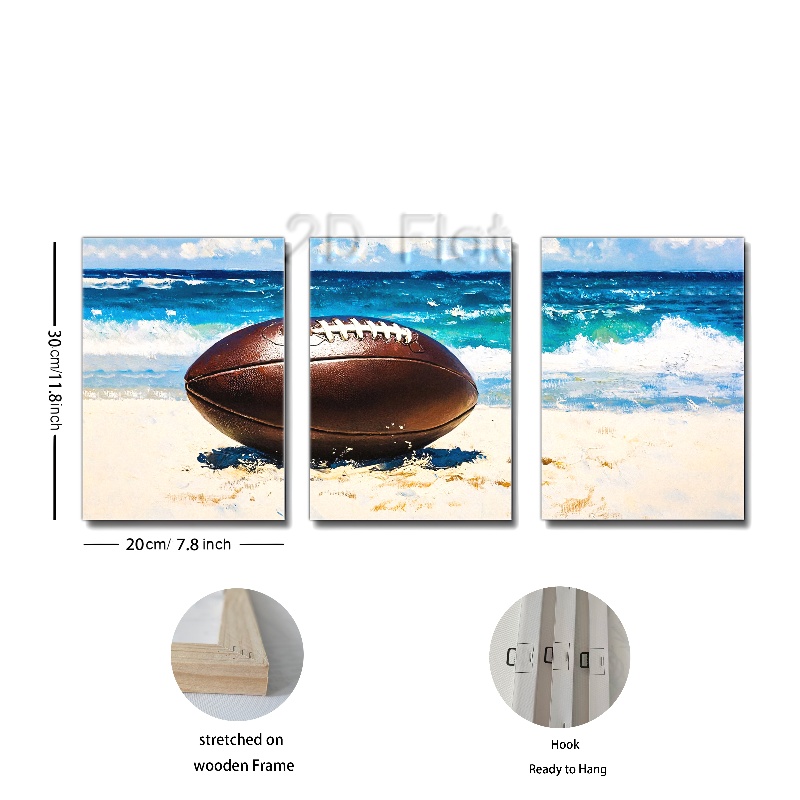 2D Flat
30cm/11.8inch
20cm/ 7.8 inch
stretched on
wooden Frame
Hook
Ready to Hang